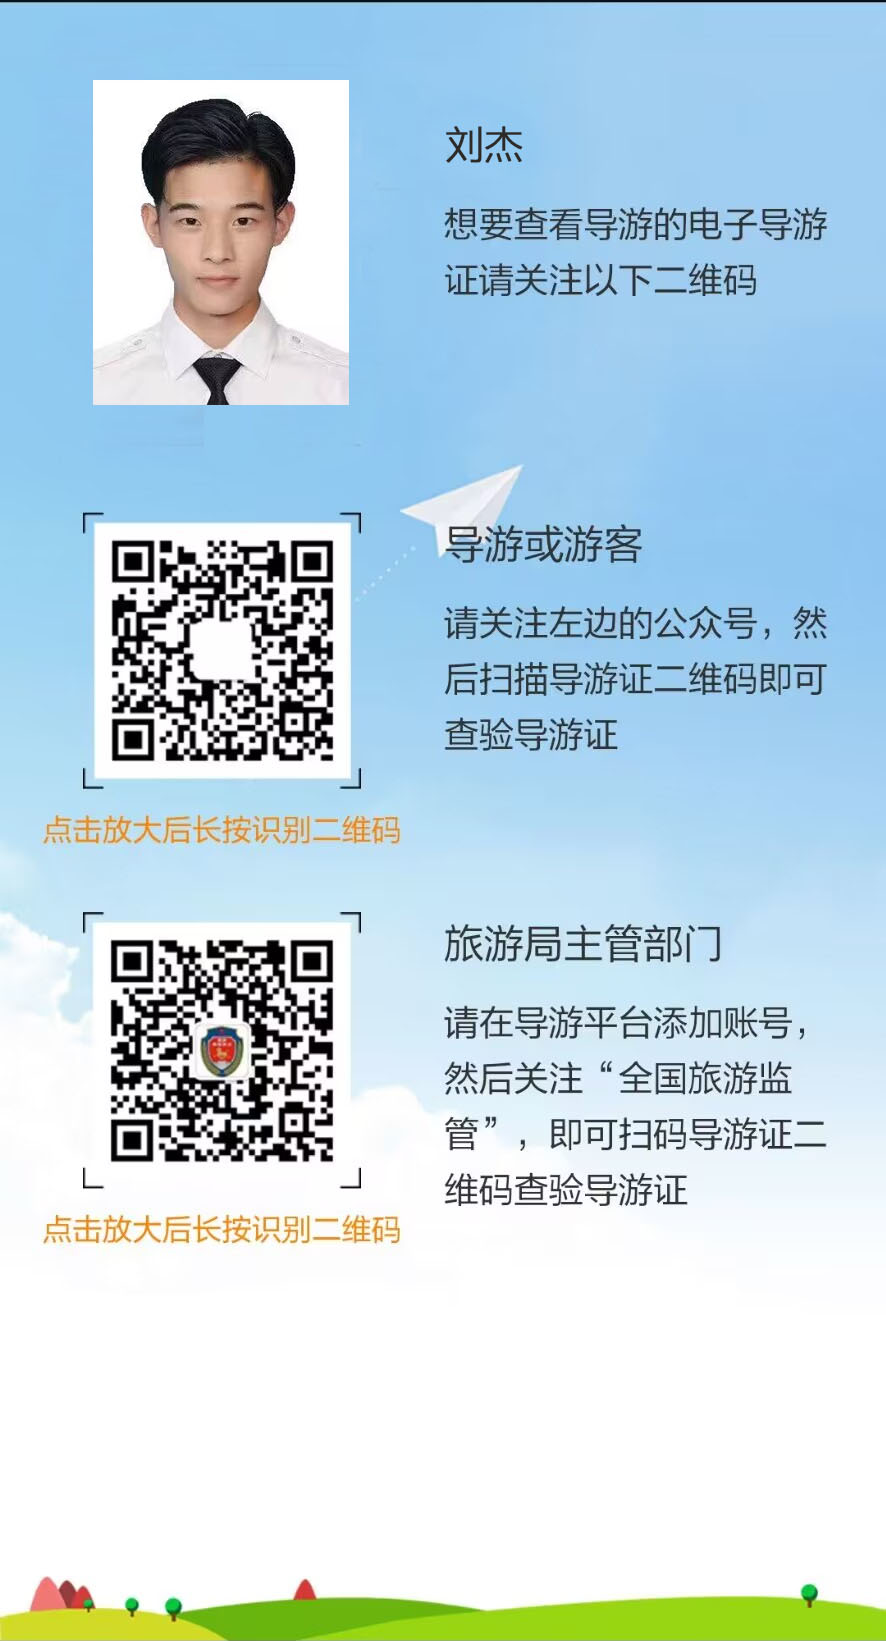 刘杰
想要查看导游的电子导游
证请关注以下二维码
导游或游客
请关注左边的公众号，然
后扫描导游证二维码即可
查验导游证
点击放大后长按识别二维码
旅游局主管部门
请在导游平台添加账号，
然后关注“全国旅游监
管”，即可扫码导游证二
维码查验导游证
点击放大后长按识别二维码